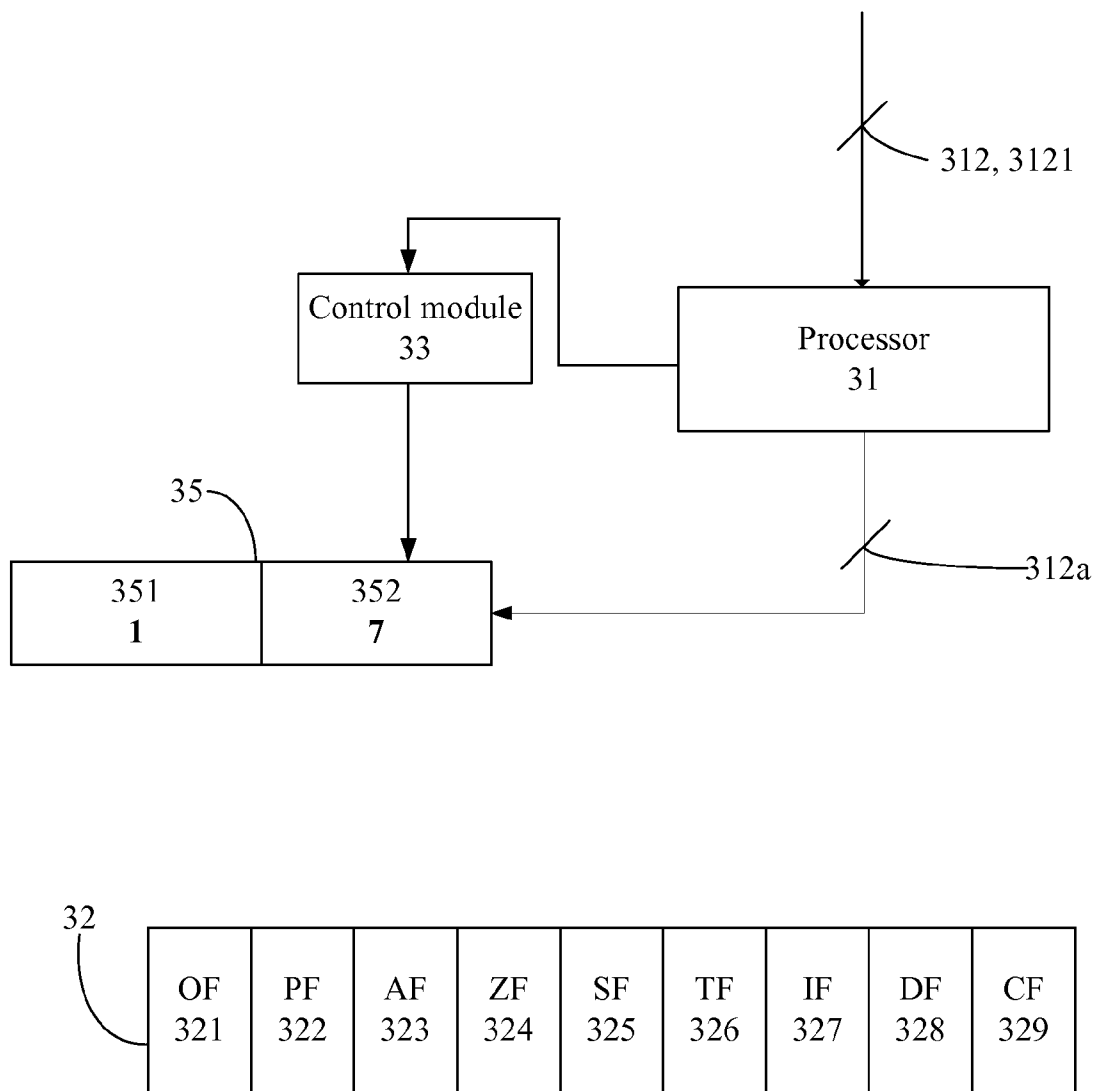 312, 3121
Control module
33
Processor
31
35
312a
351
1
352
7
32
OF
321
PF
322
AF
323
ZF
324
SF
325
TF
326
IF
327
DF
328
CF
329